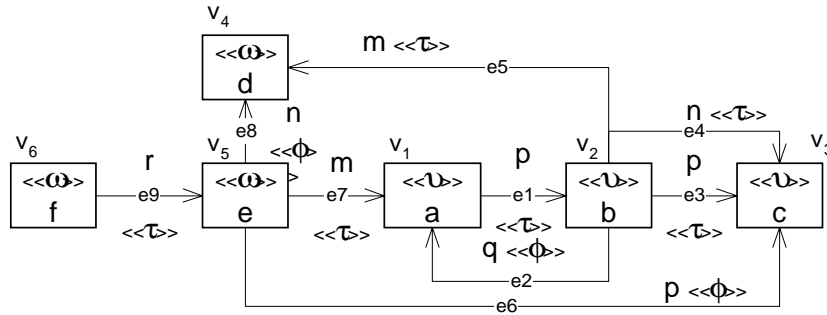 v4
<<ω>>
d
m <<τ>>
e5
e8
n
<<ϕ>>
n <<τ>>
e4
v6
<<ω>>
f
r
e9
<<τ>>
v5
<<ω>>
e
m
e7
<<τ>>
v1
<<υ>>
a
p
e1
<<τ>>
v2
<<υ>>
b
p
e3
<<τ>>
v3
<<υ>>
c
q <<ϕ>>
e2
e6
p <<ϕ>>